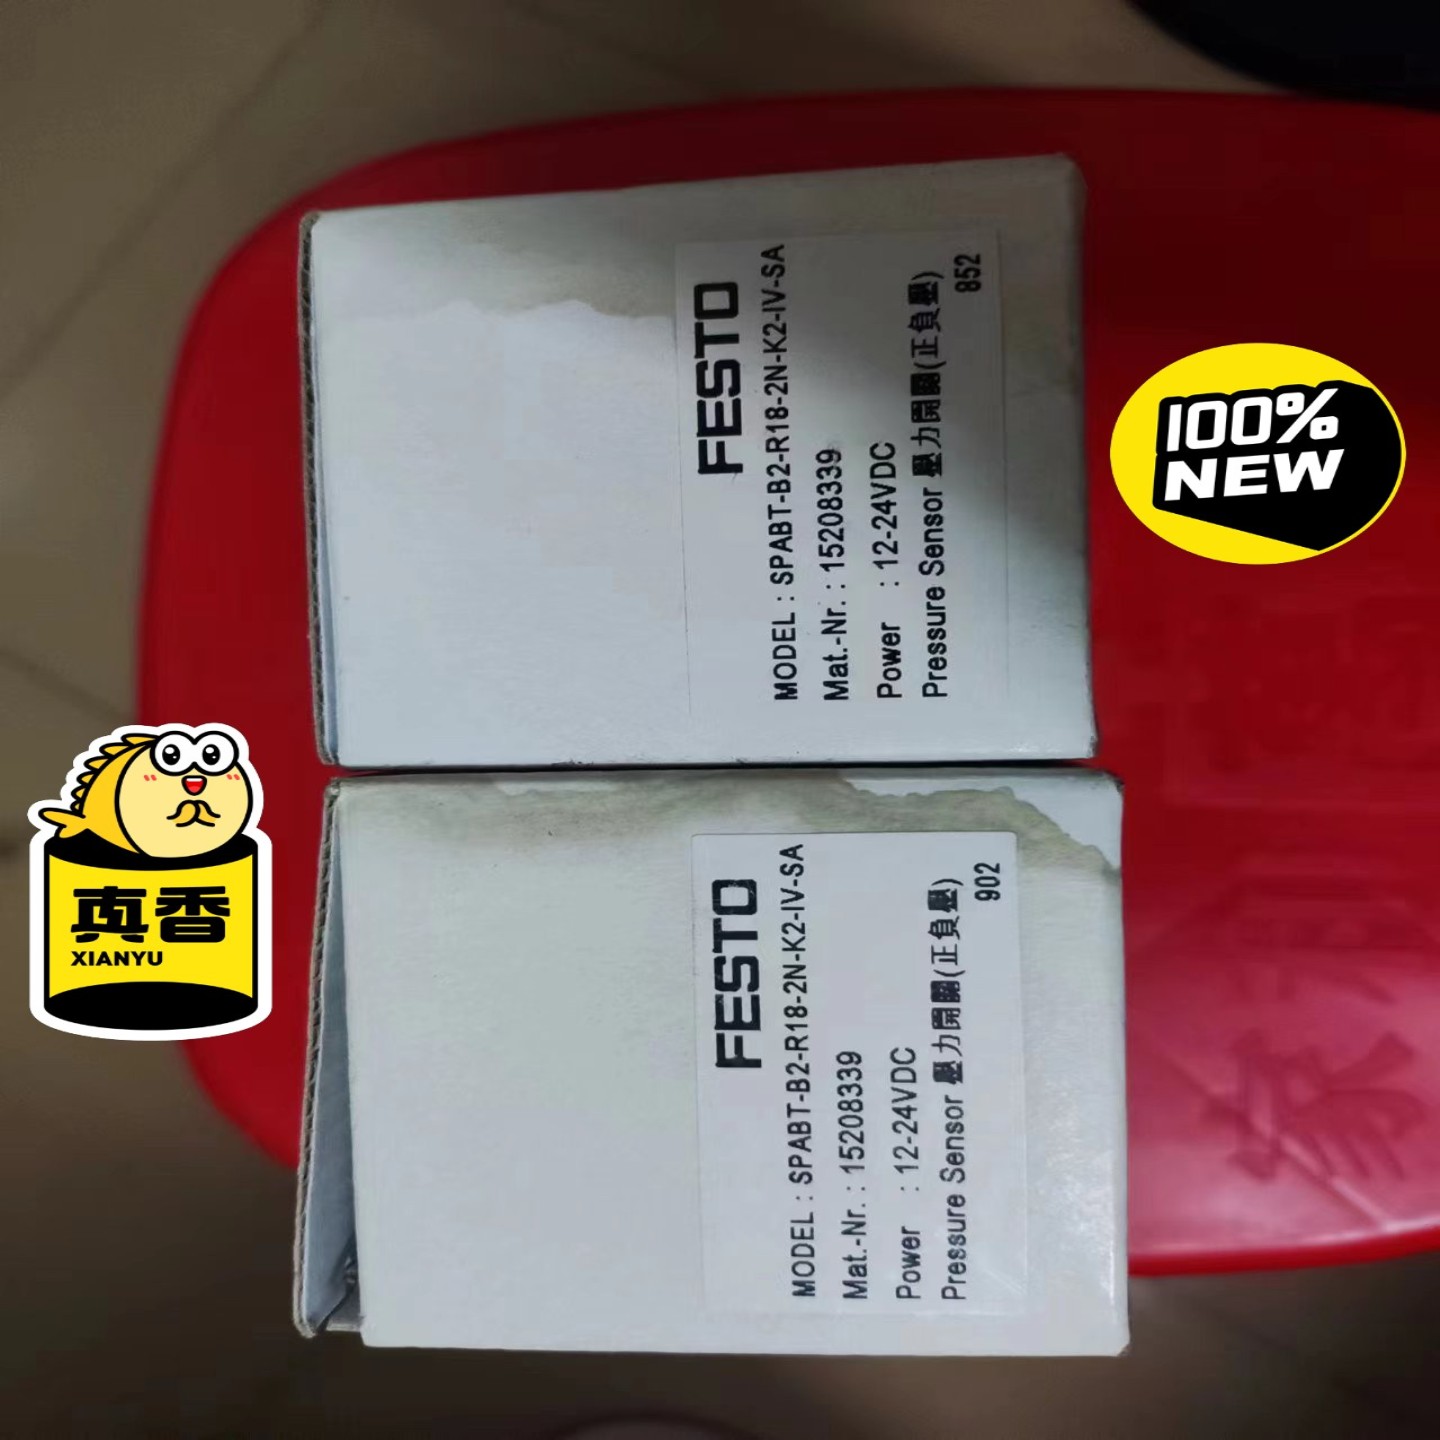 FESTO
MODEL : SPABT-B2-R18-2N-K2-IV-SA
Mat.-Nr. : 15208339
Power : 12-24VDC
Pressure Sensor 壓力開關(正負壓)
852
100%
NEW
真香
XIANYU
FESTO
MODEL : SPABT-B2-R18-2N-K2-IV-SA
Mat.-Nr. : 15208339
Power : 12-24VDC
Pressure Sensor 壓力開關(正負壓)
902
家